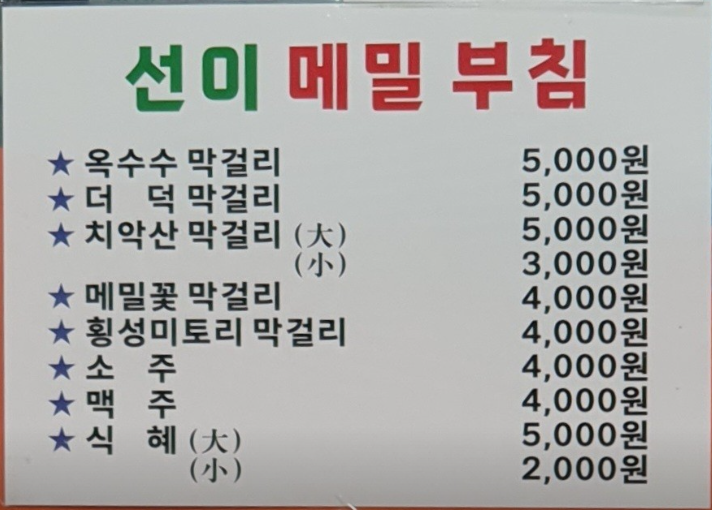 선이 메밀 부침
★ 옥수수 막걸리 5,000원
★ 더 덕 막걸리 5,000원
★ 치악산 막걸리 (大) 5,000원
(小) 3,000원
★ 메밀꽃 막걸리 4,000원
★ 횡성미토리 막걸리 4,000원
★ 소 주 4,000원
★ 맥 주 4,000원
★ 식 혜 (大) 5,000원
(小) 2,000원